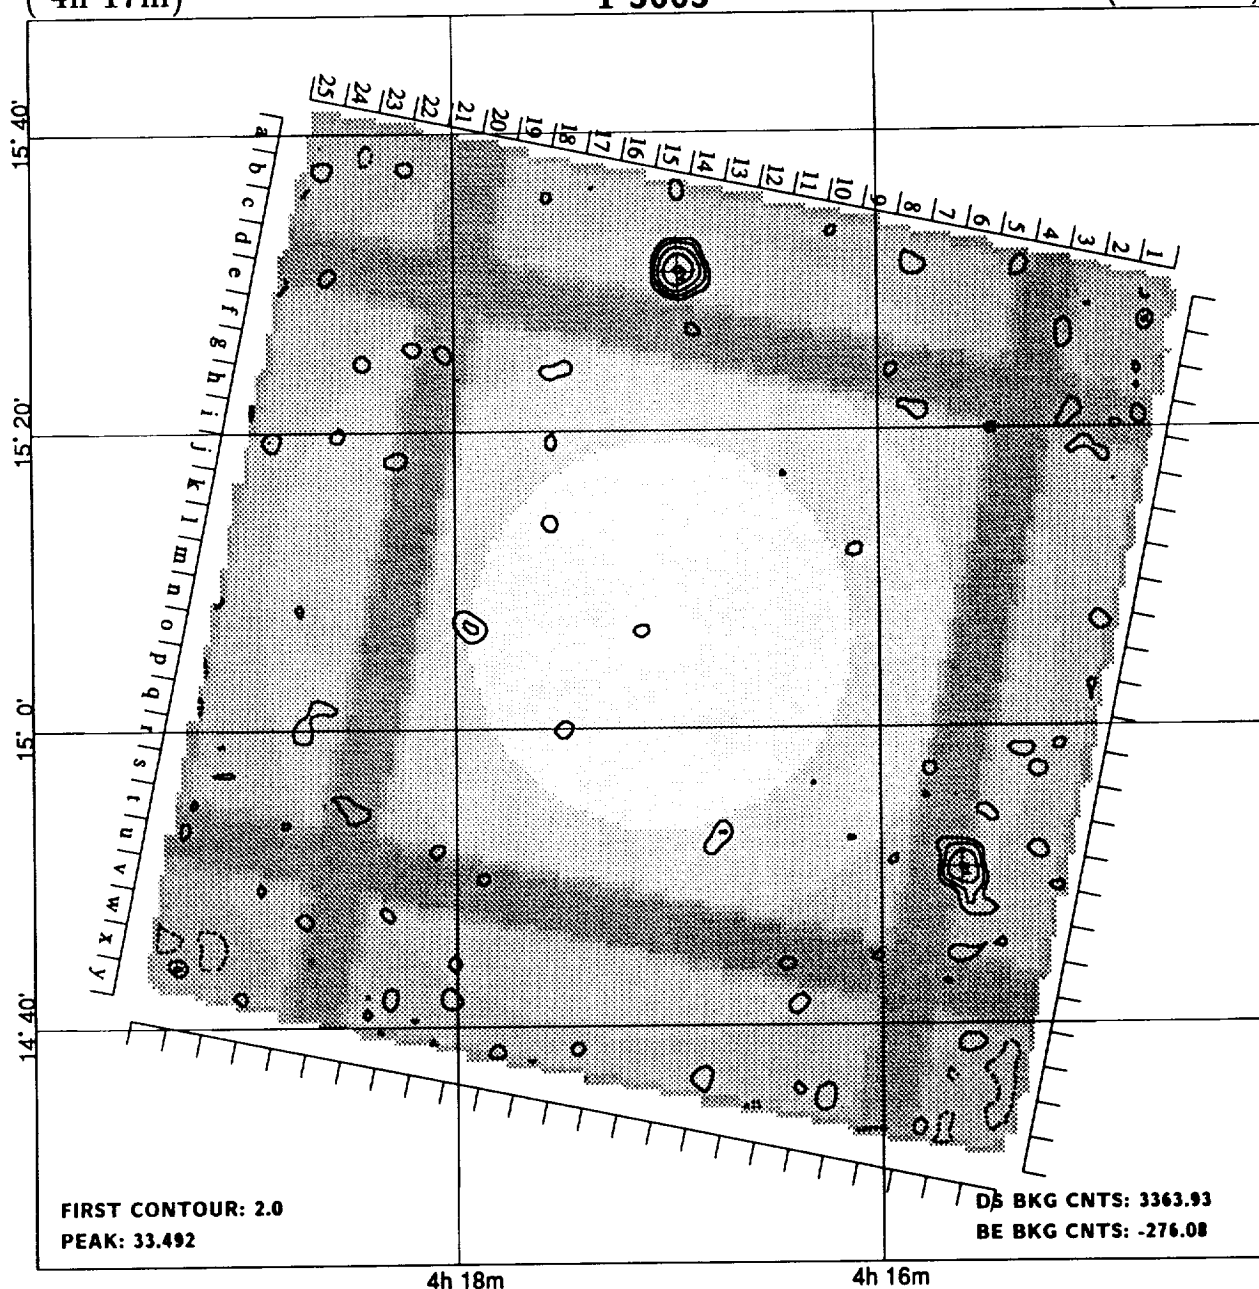 25 24 23 22 21 20 19 18 17 16 15 14 13 12 11 10 9 8 7 6 5 4 3 2 1
a b c d e f g h i j k l m n o p q r s t u v w x y
15° 40'
15° 20'
15° 0'
14° 40'
FIRST CONTOUR: 2.0
PEAK: 33.492
DS BKG CNTS: 3363.93
BE BKG CNTS: -276.08
4h 18m
4h 16m